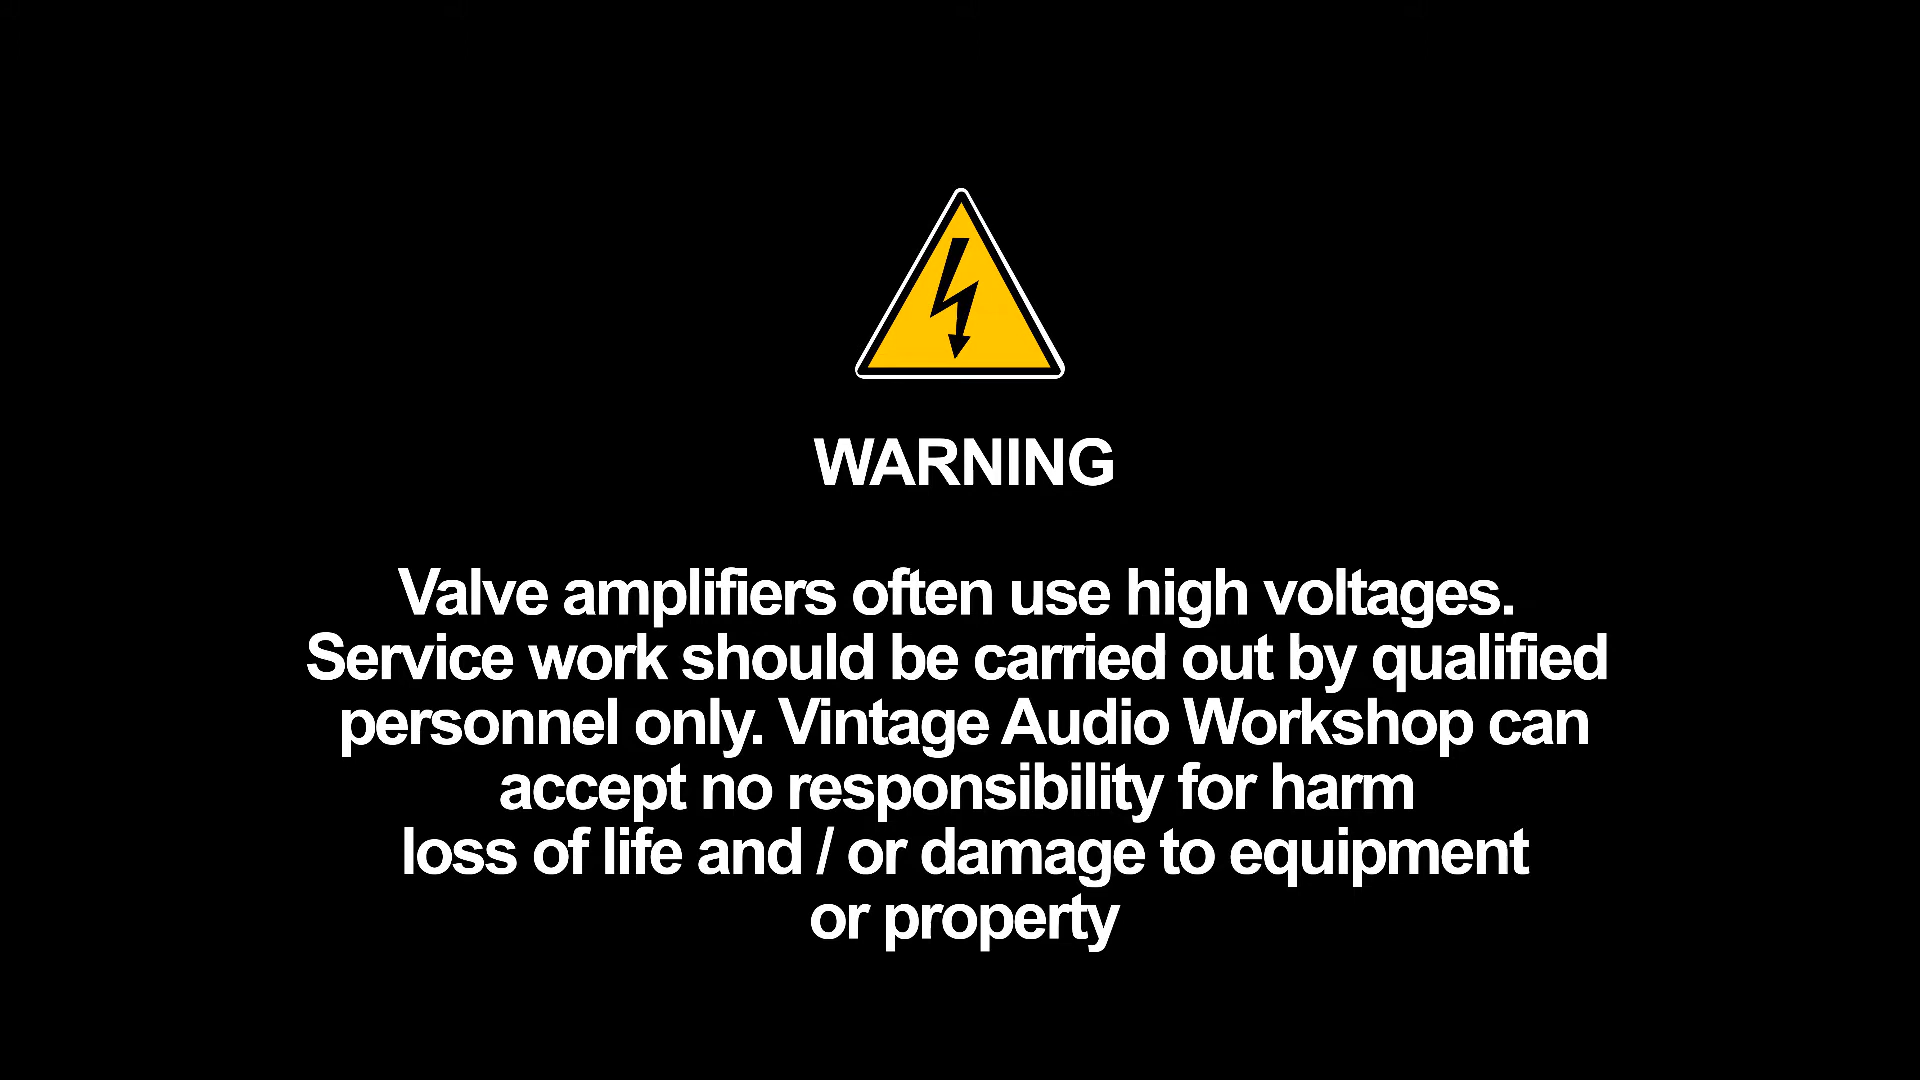 WARNING
Valve amplifiers often use high voltages.
Service work should be carried out by qualified
personnel only. Vintage Audio Workshop can
accept no responsibility for harm
loss of life and / or damage to equipment
or property